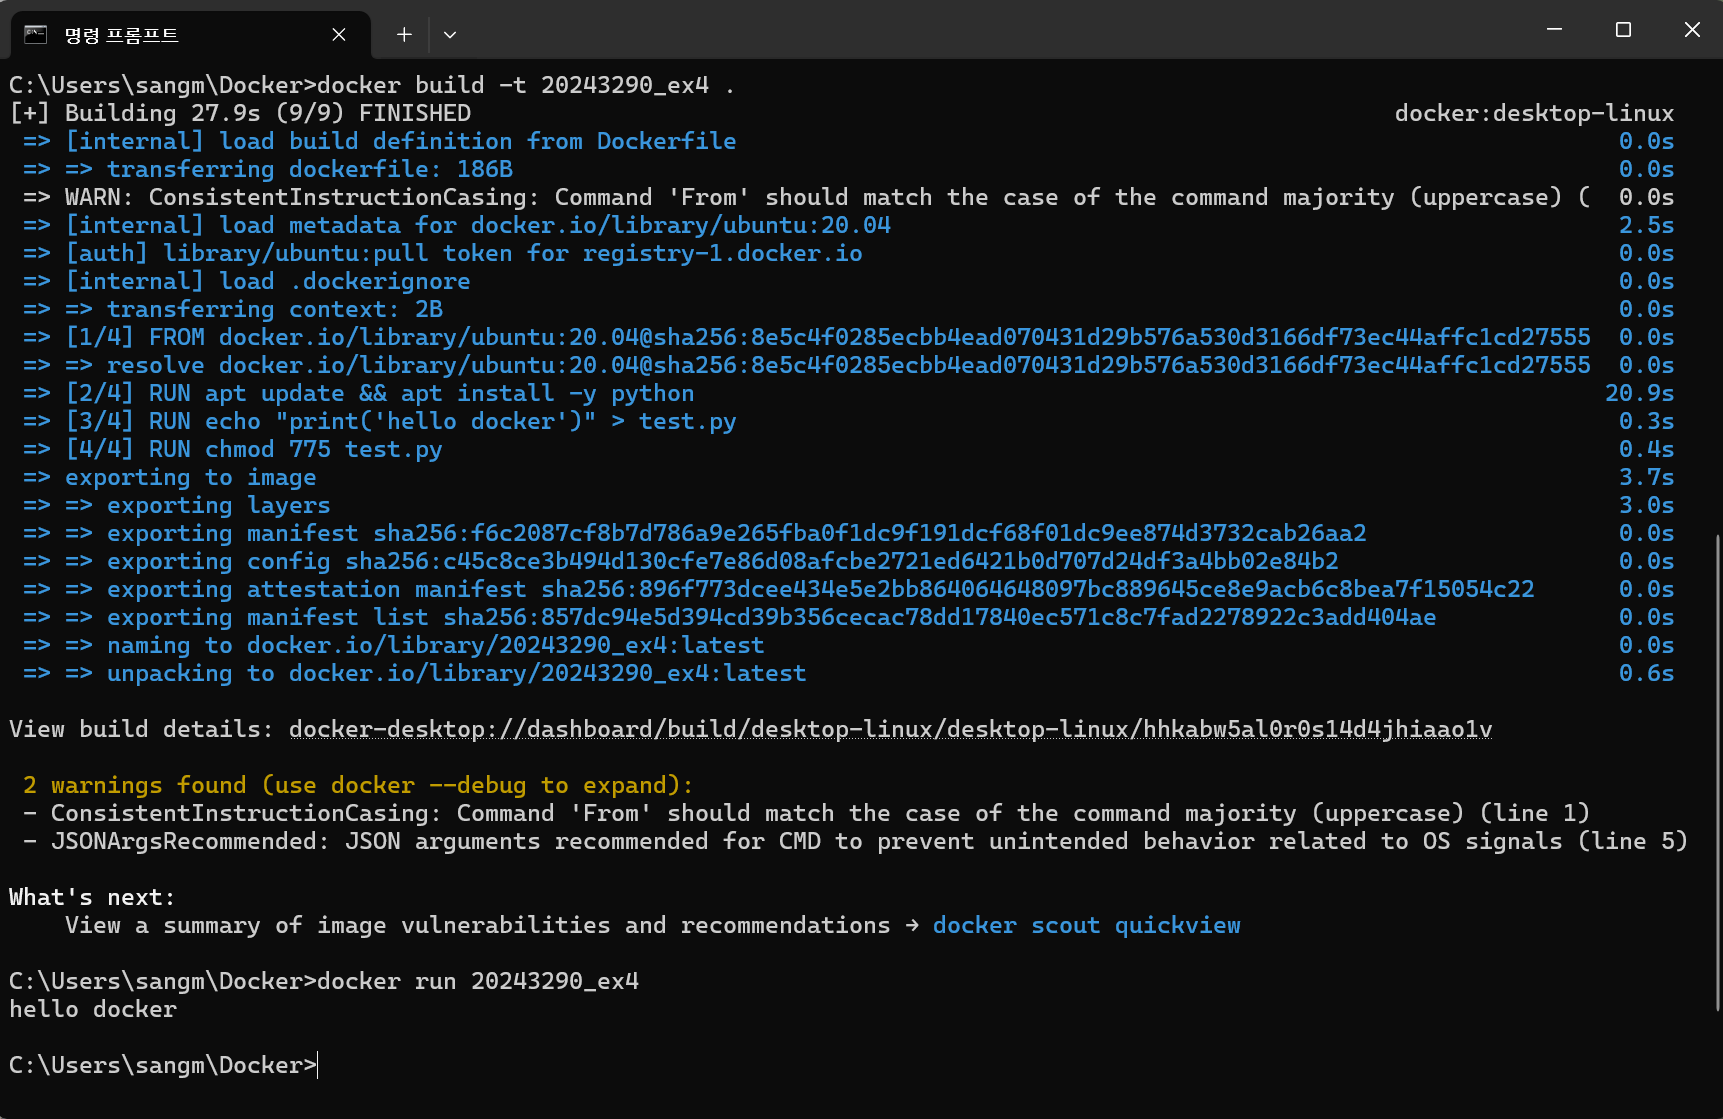 명령 프롬프트
C:\Users\sangm\Docker>docker build -t 20243290_ex4 .
[+] Building 27.9s (9/9) FINISHED docker:desktop-linux
=> [internal] load build definition from Dockerfile 0.0s
=> => transferring dockerfile: 186B 0.0s
=> WARN: ConsistentInstructionCasing: Command 'From' should match the case of the command majority (uppercase) ( 0.0s
=> [internal] load metadata for docker.io/library/ubuntu:20.04 2.5s
=> [auth] library/ubuntu:pull token for registry-1.docker.io 0.0s
=> [internal] load .dockerignore 0.0s
=> => transferring context: 2B 0.0s
=> [1/4] FROM docker.io/library/ubuntu:20.04@sha256:8e5c4f0285ecbb4ead070431d29b576a530d3166df73ec44affc1cd27555 0.0s
=> => resolve docker.io/library/ubuntu:20.04@sha256:8e5c4f0285ecbb4ead070431d29b576a530d3166df73ec44affc1cd27555 0.0s
=> [2/4] RUN apt update && apt install -y python 20.9s
=> [3/4] RUN echo "print('hello docker')" > test.py 0.3s
=> [4/4] RUN chmod 775 test.py 0.4s
=> exporting to image 3.7s
=> => exporting layers 3.0s
=> => exporting manifest sha256:f6c2087cf8b7d786a9e265fba0f1dc9f191dcf68f01dc9ee874d3732cab26aa2 0.0s
=> => exporting config sha256:c45c8ce3b494d130cfe7e86d08afcbe2721ed6421b0d707d24df3a4bb02e84b2 0.0s
=> => exporting attestation manifest sha256:896f773dcee434e5e2bb864064648097bc889645ce8e9acb6c8bea7f15054c22 0.0s
=> => exporting manifest list sha256:857dc94e5d394cd39b356cecac78dd17840ec571c8c7fad2278922c3add404ae 0.0s
=> => naming to docker.io/library/20243290_ex4:latest 0.0s
=> => unpacking to docker.io/library/20243290_ex4:latest 0.6s
View build details: docker-desktop://dashboard/build/desktop-linux/desktop-linux/hhkabw5al0r0s14d4jhiaao1v
2 warnings found (use docker --debug to expand):
- ConsistentInstructionCasing: Command 'From' should match the case of the command majority (uppercase) (line 1)
- JSONArgsRecommended: JSON arguments recommended for CMD to prevent unintended behavior related to OS signals (line 5)
What's next:
View a summary of image vulnerabilities and recommendations → docker scout quickview
C:\Users\sangm\Docker>docker run 20243290_ex4
hello docker
C:\Users\sangm\Docker>